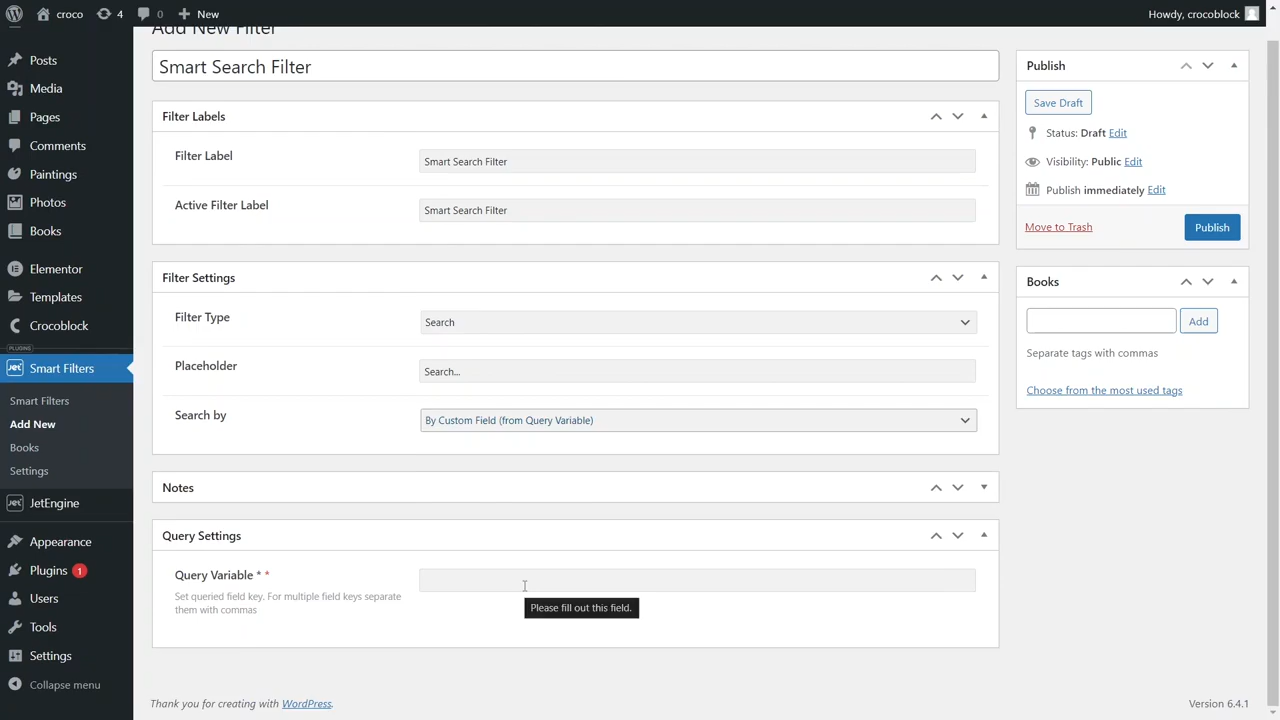 croco
4
0
New
Howdy, crocoblock
Add New Filter
Posts
Media
Pages
Comments
Paintings
Photos
Books
Elementor
Templates
Crocoblock
PLUGINS
Smart Filters
Smart Filters
Add New
Books
Settings
JetEngine
Appearance
Plugins 1
Users
Tools
Settings
Collapse menu
Smart Search Filter
Filter Labels
Filter Label
Smart Search Filter
Active Filter Label
Smart Search Filter
Filter Settings
Filter Type
Search
Placeholder
Search...
Search by
By Custom Field (from Query Variable)
Notes
Query Settings
Query Variable * *
Set queried field key. For multiple field keys separate
them with commas
Please fill out this field.
Publish
Save Draft
Status: Draft Edit
Visibility: Public Edit
Publish immediately Edit
Move to Trash
Publish
Books
Add
Separate tags with commas
Choose from the most used tags
Thank you for creating with WordPress.
Version 6.4.1